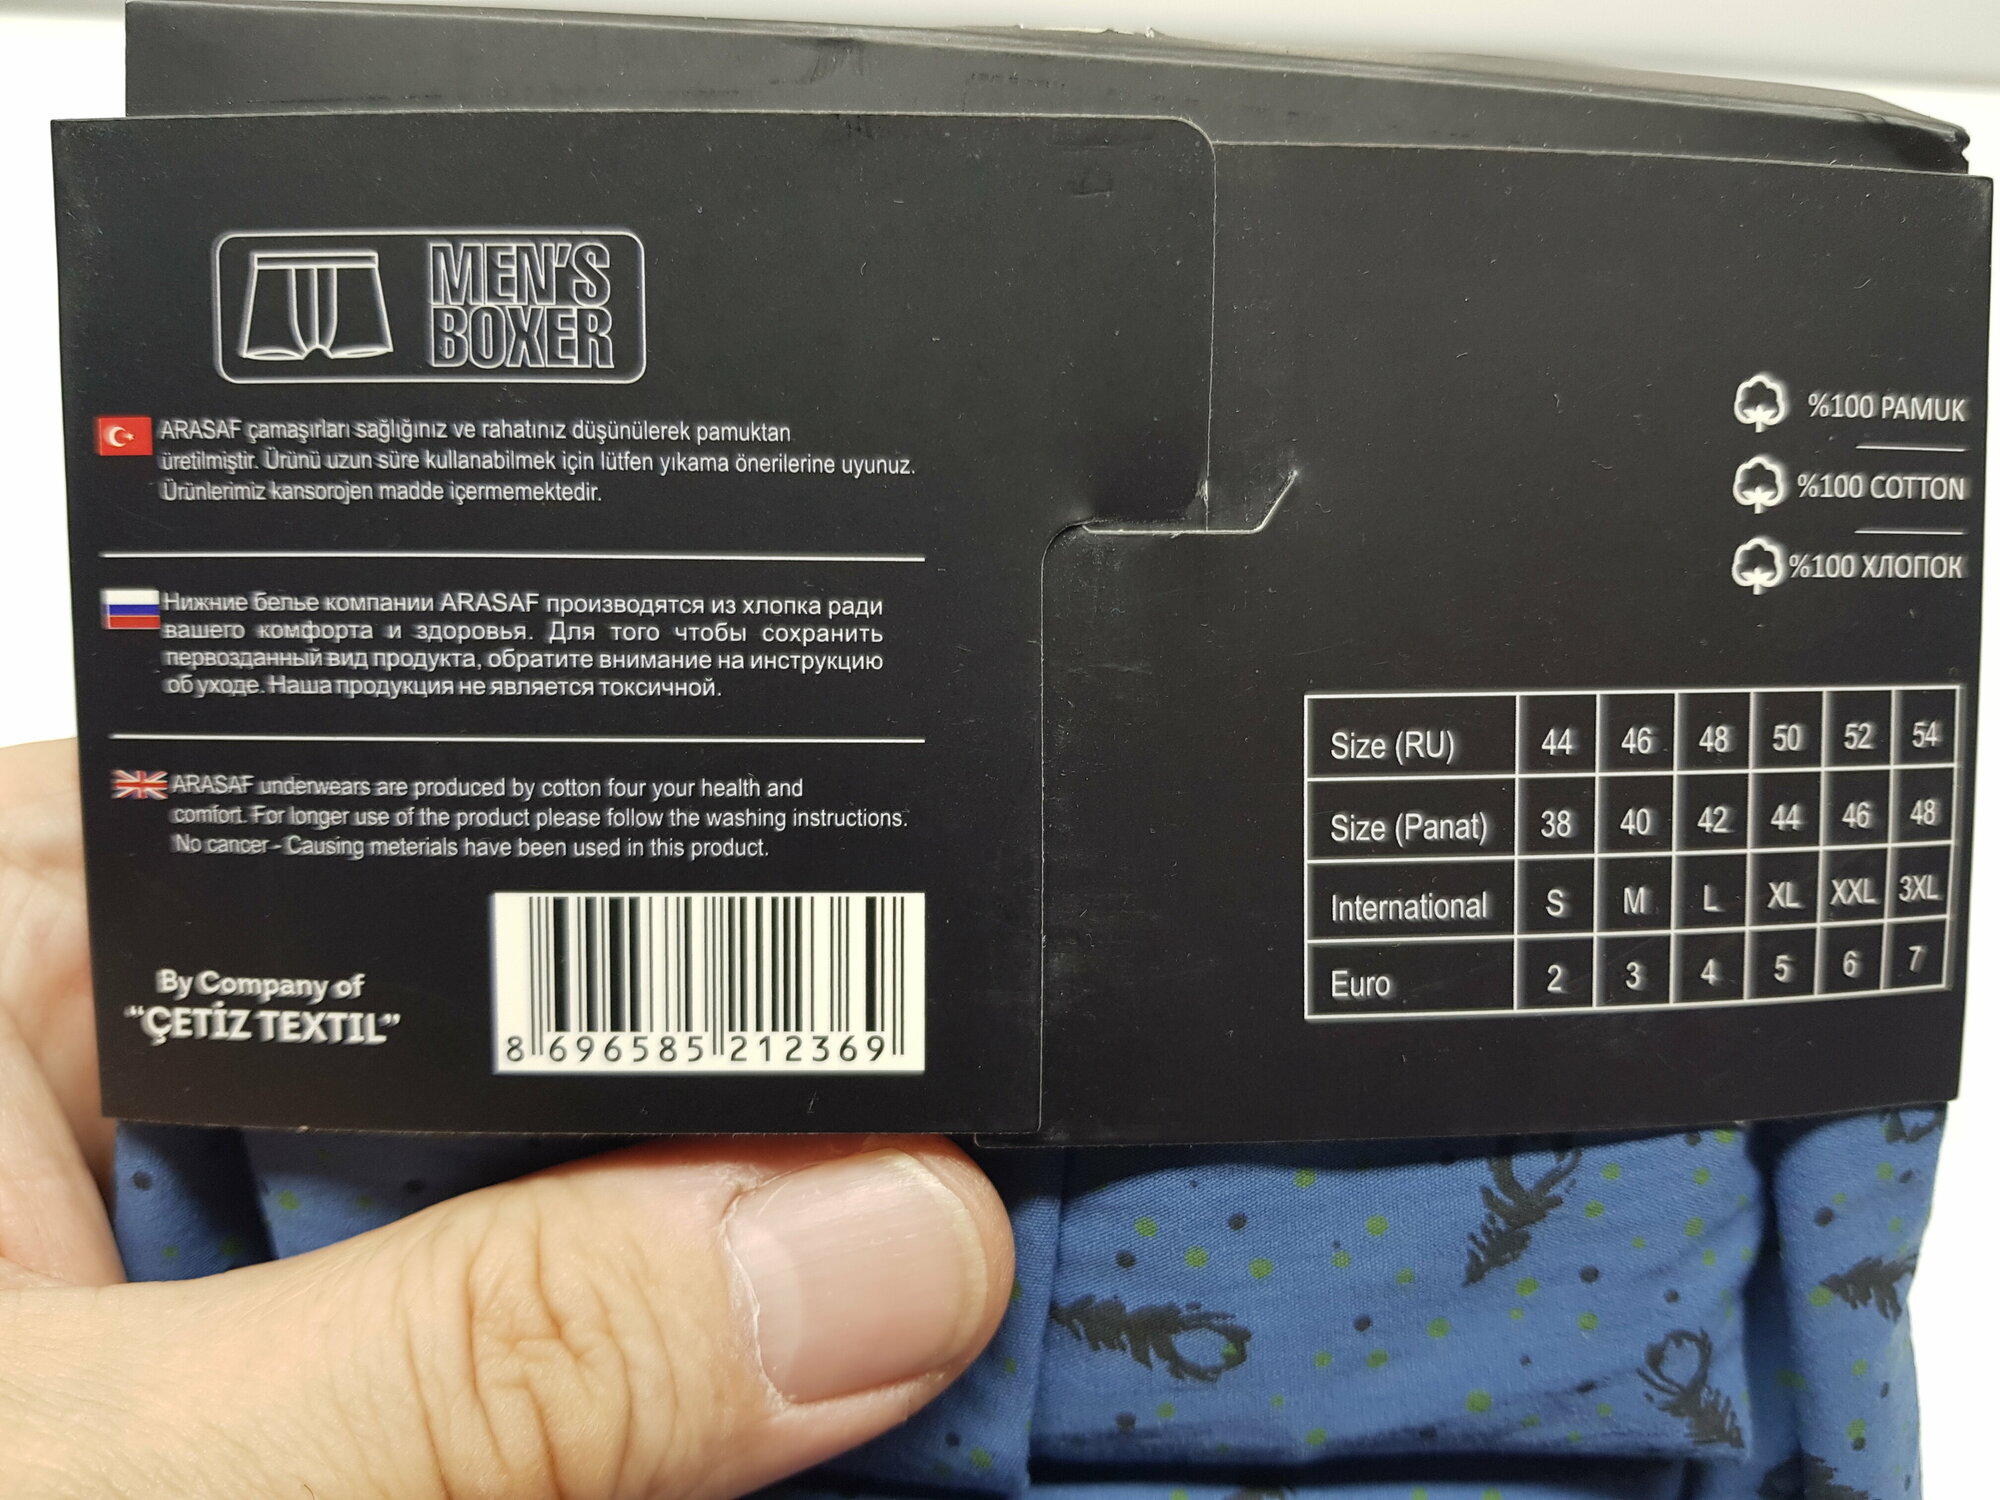 MEN'S
BOXER
ARASAF çamaşırları sağlığınız ve rahatınız düşünülerek pamuktan
üretilmiştir. Ürünü uzun süre kullanabilmek için lütfen yıkama önerilerine uyunuz.
Ürünlerimiz kansorojen madde içermemektedir.
Нижние белье компании ARASAF производятся из хлопка ради
вашего комфорта и здоровья. Для того чтобы сохранить
первозданный вид продукта, обратите внимание на инструкцию
об уходе. Наша продукция не является токсичной.
ARASAF underwears are produced by cotton four your health and
comfort. For longer use of the product please follow the washing instructions.
No cancer - Causing meterials have been used in this product.
By Company of
"ÇETİZ TEXTIL"
8 696585 212369
%100 PAMUK
%100 COTTON
%100 ХЛОПОК
Size (RU) 44 46 48 50 52 54
Size (Panat) 38 40 42 44 46 48
International S M L XL XXL 3XL
Euro 2 3 4 5 6 7